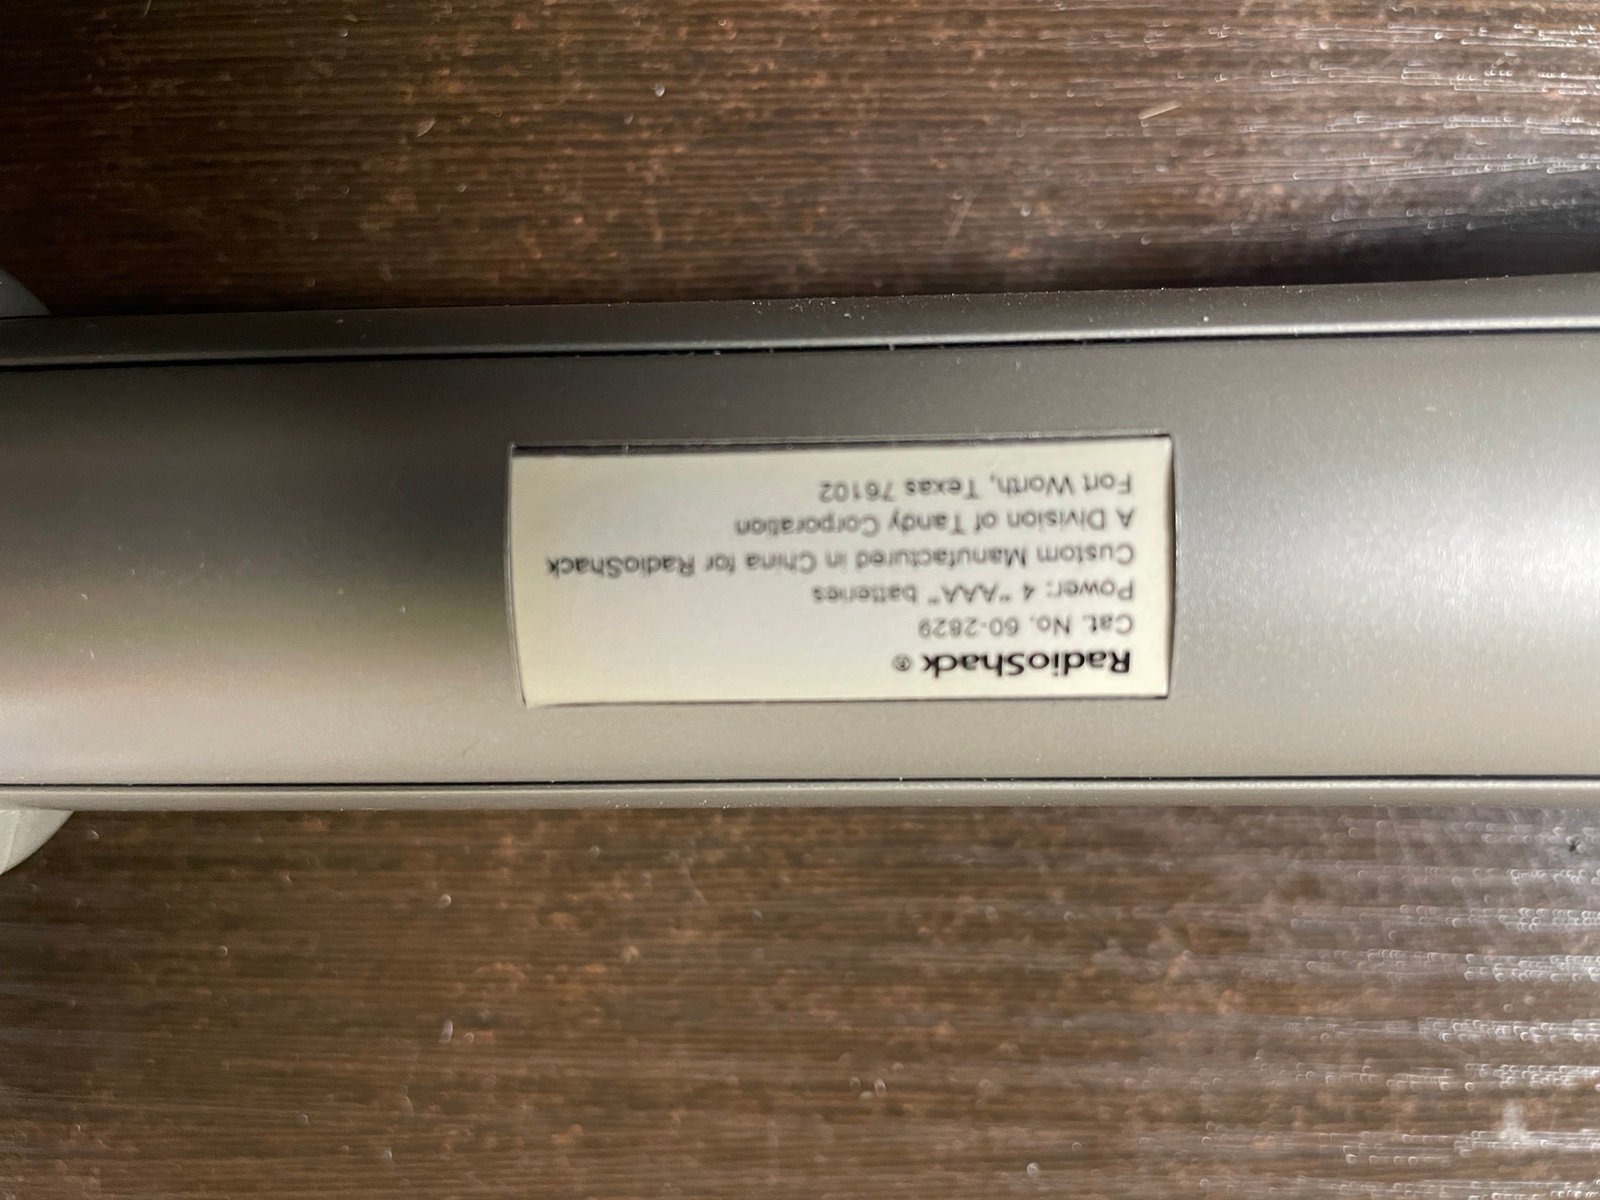 RadioShack®
Cat. No. 60-2829
Power: 4 "AAA" batteries
Custom Manufactured in China for RadioShack
A Division of Tandy Corporation
Fort Worth, Texas 76102